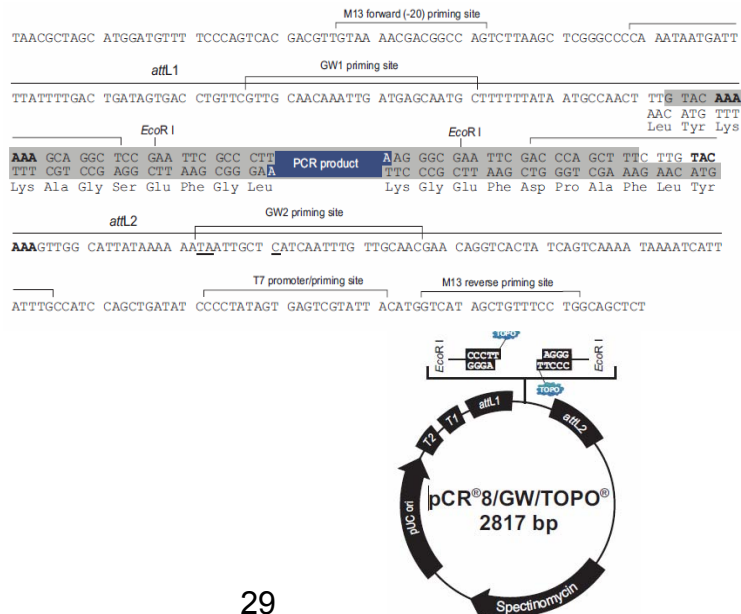 M13 forward (-20) priming site
TAACGCTAGC ATGGATGTTT TCCCAGTCAC GACGTTGTAA AACGACGGCC AGTCTTAAGC TCGGGCCCCA AATAATGATT
attL1
GW1 priming site
TTATTTTGAC TGATAGTGAC CTGTTCGTTG CAACAAATTG ATGAGCAATG CTTTTTTATA ATGCCAACTT TTGTACAAA
AAC ATG TTT
Leu Tyr Lys
EcoR I
EcoR I
AAA GCA GGC TCC GAA TTC GCC CTT PCR product A AG GGC GAA TTC GAC CCA GCT TTC TTG TAC
TTT CGT CCG AGG CTT AAG CGG GA A TTC CCG CTT AAG CTG GGT CGA AAG AAC ATG
Lys Ala Gly Ser Glu Phe Gly Leu Lys Gly Glu Phe Asp Pro Ala Phe Leu Tyr
attL2
GW2 priming site
AAAGTTGG CATTATAAAA AATAATTGCT CATCAATTTG TTGCAACGAA CAGGTCACTA TCAGTCAAAA TAAAATCATT
T7 promoter/priming site
M13 reverse priming site
ATTTGCCATC CAGCTGATAT CCCCTATAGT GAGTCGTATT ACATGGTCAT AGCTGTTTCC TGGCAGCTCT
TOPO
EcoR I
CCCTT
GGGA
AGGG
TTCCC
EcoR I
TOPO
T2
T1
attL1
attL2
pUC ori
pCR®8/GW/TOPO®
2817 bp
Spectinomycin
29